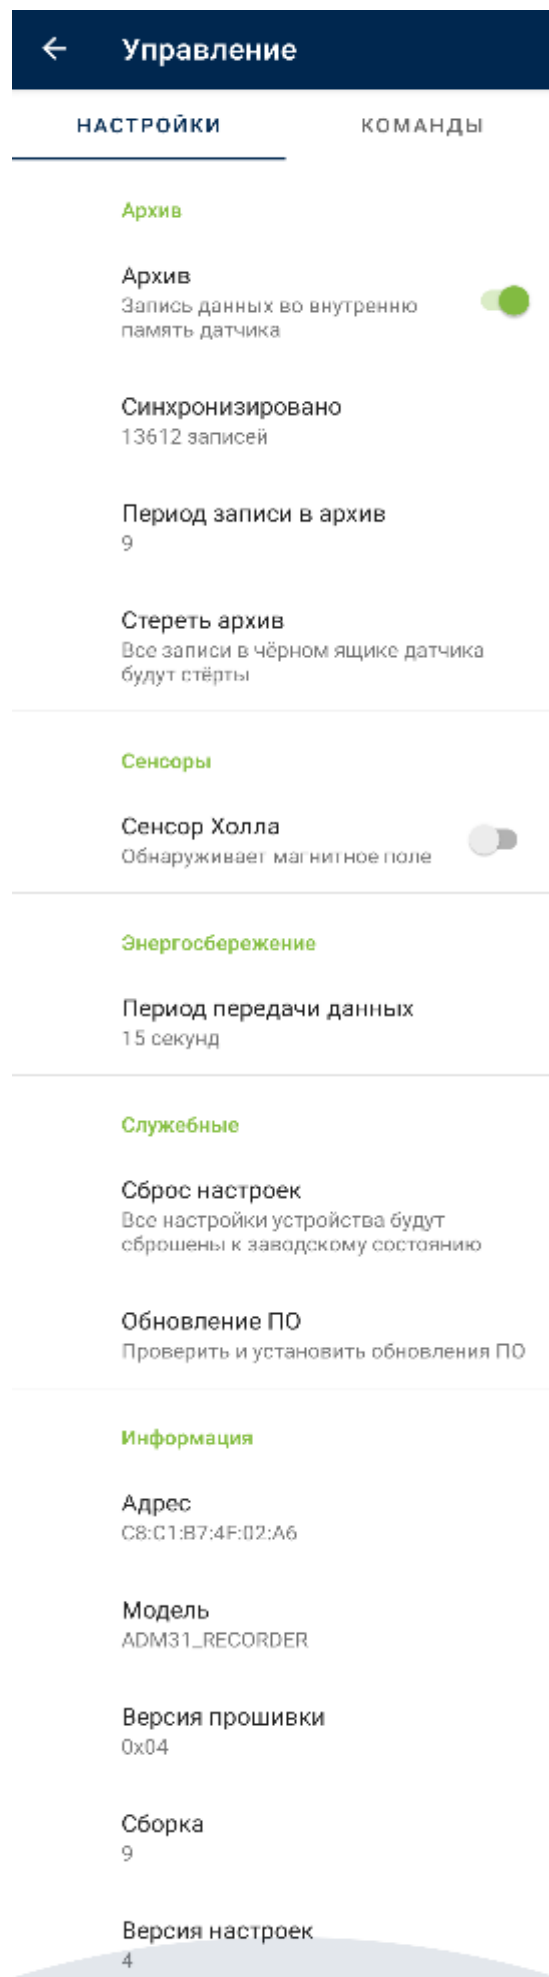 Управление
НАСТРОЙКИ КОМАНДЫ
Архив
Архив
Запись данных во внутренню
память датчика
Синхронизировано
13612 записей
Период записи в архив
9
Стереть архив
Все записи в чёрном ящике датчика
будут стёрты
Сенсоры
Сенсор Холла
Обнаруживает магнитное поле
Энергосбережение
Период передачи данных
15 секунд
Служебные
Сброс настроек
Все настройки устройства будут
сброшены к заводскому состоянию
Обновление ПО
Проверить и установить обновления ПО
Информация
Адрес
C8:C1:B7:4F:02:A6
Модель
ADM31_RECORDER
Версия прошивки
0x04
Сборка
9
Версия настроек
4